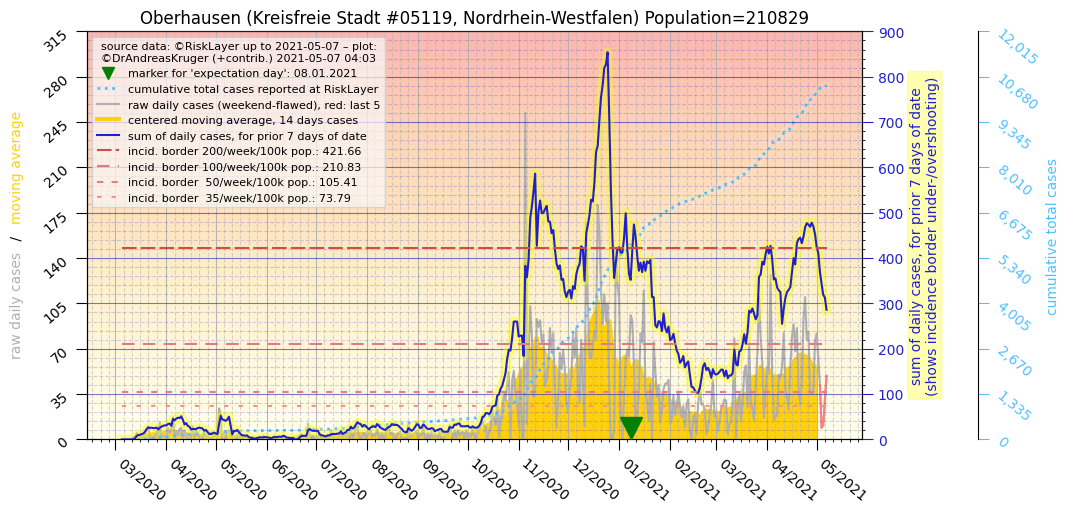 Oberhausen (Kreisfreie Stadt #05119, Nordrhein-Westfalen) Population=210829
source data: ©RiskLayer up to 2021-05-07 – plot:
©DrAndreasKruger (+contrib.) 2021-05-07 04:03
marker for 'expectation day': 08.01.2021
cumulative total cases reported at RiskLayer
raw daily cases (weekend-flawed), red: last 5
centered moving average, 14 days cases
sum of daily cases, for prior 7 days of date
incid. border 200/week/100k pop.: 421.66
incid. border 100/week/100k pop.: 210.83
incid. border  50/week/100k pop.: 105.41
incid. border  35/week/100k pop.: 73.79
raw daily cases  /  moving average
315
280
245
210
175
140
105
70
35
0
03/2020
04/2020
05/2020
06/2020
07/2020
08/2020
09/2020
10/2020
11/2020
12/2020
01/2021
02/2021
03/2021
04/2021
05/2021
900
800
700
600
500
400
300
200
100
0
sum of daily cases, for prior 7 days of date
(shows incidence border under-/overshooting)
12,015
10,680
9,345
8,010
6,675
5,340
4,005
2,670
1,335
0
cumulative total cases